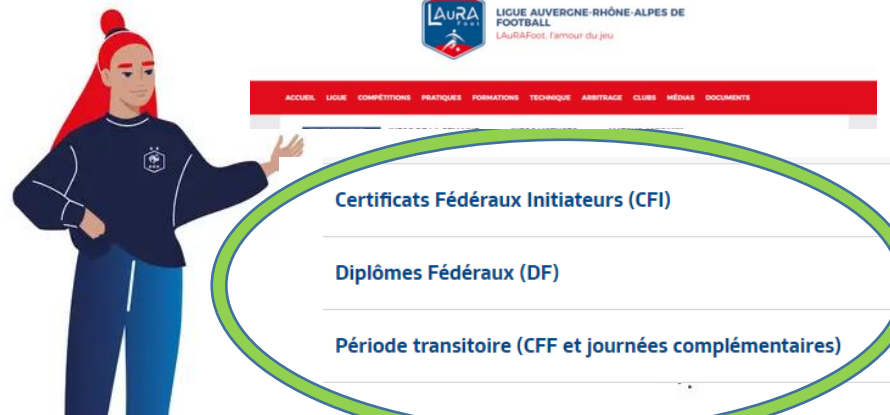 LAuRA
Foot
LIGUE AUVERGNE-RHÔNE-ALPES DE
FOOTBALL
LAuRAFoot, l'amour du jeu
ACCUEIL LIGUE COMPÉTITIONS PRATIQUES FORMATIONS TECHNIQUE ARBITRAGE CLUBS MÉDIAS DOCUMENTS
FFF
Certificats Fédéraux Initiateurs (CFI)
Diplômes Fédéraux (DF)
Période transitoire (CFF et journées complémentaires)